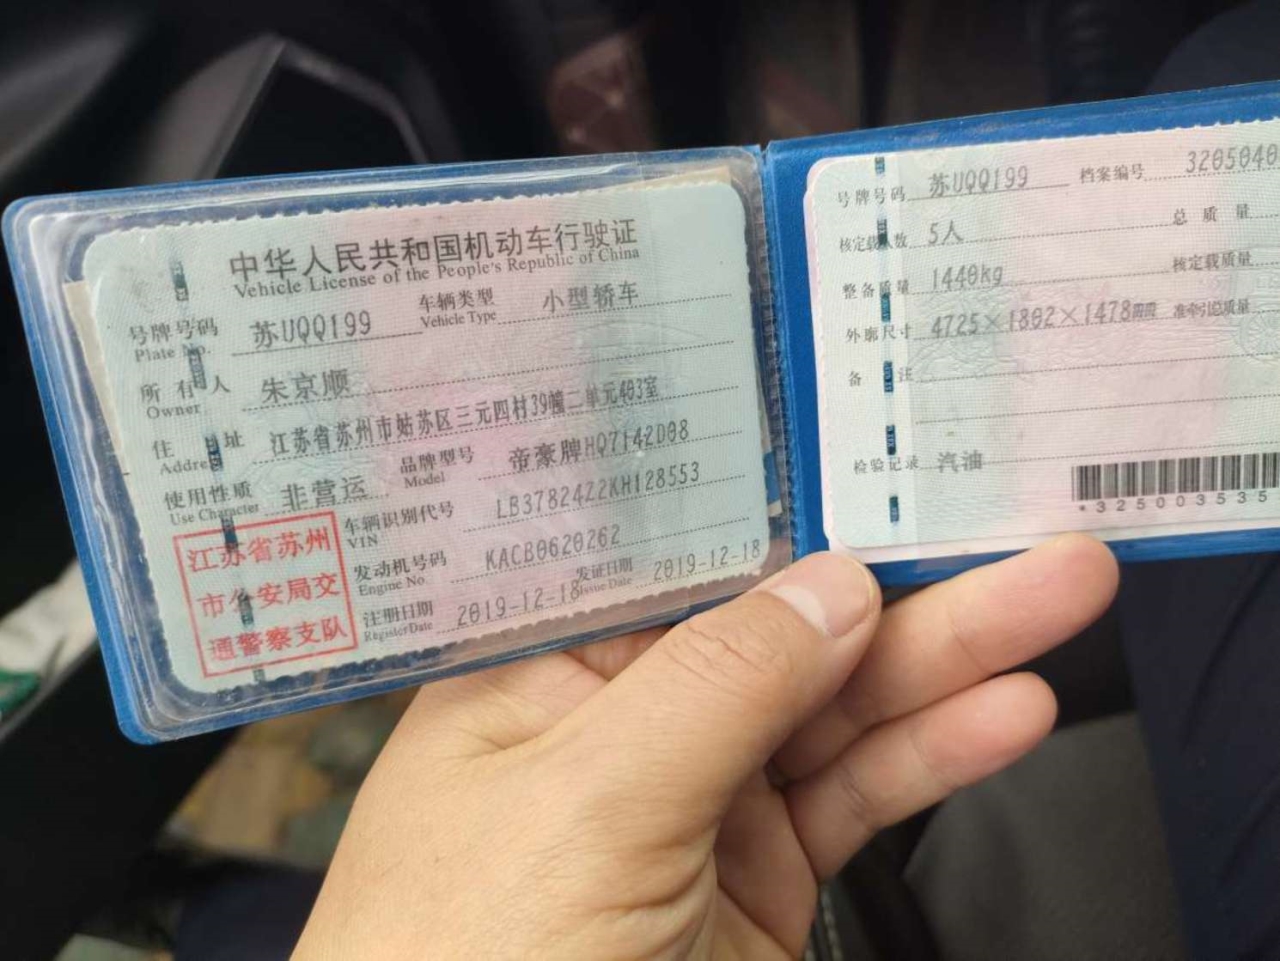 中华人民共和国机动车行驶证
Vehicle License of the People's Republic of China
号牌号码 苏UQQ199 车辆类型 小型轿车
Plate No. Vehicle Type
所有人 朱京顺
Owner
住址 江苏省苏州市姑苏区三元四村39幢二单元403室
Address
使用性质 非营运 品牌型号 帝豪牌HQ7142D08
Use Character Model
车辆识别代号 LB37824Z2KH128553
VIN
发动机号码 KACB0620262
Engine No.
注册日期 2019-12-18 发证日期 2019-12-18
Register Date Issue Date
江苏省苏州
市公安局交
通警察支队
号牌号码 苏UQQ199 档案编号 3205040
核定载人数 5人 总质量
整备质量 1440kg 核定载质量
外廓尺寸 4725×1802×1478mm 准牵引总质量
备注
检验记录 汽油
*325003535